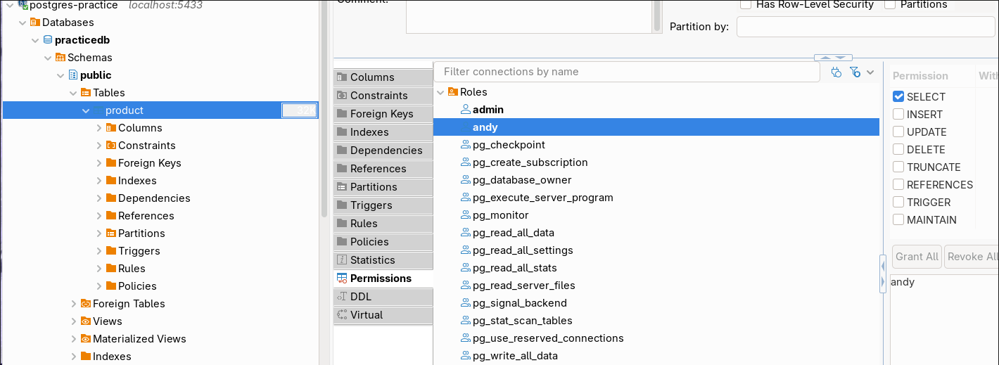 postgres-practice localhost:5433
Databases
practicedb
Schemas
public
Tables
product 32K
Columns
Constraints
Foreign Keys
Indexes
Dependencies
References
Partitions
Triggers
Rules
Policies
Foreign Tables
Views
Materialized Views
Indexes
Comment:
Has Row-Level Security
Partitions
Partition by:
Columns
Constraints
Foreign Keys
Indexes
Dependencies
References
Partitions
Triggers
Rules
Policies
Statistics
Permissions
DDL
Virtual
Filter connections by name
Roles
admin
andy
pg_checkpoint
pg_create_subscription
pg_database_owner
pg_execute_server_program
pg_monitor
pg_read_all_data
pg_read_all_settings
pg_read_all_stats
pg_read_server_files
pg_signal_backend
pg_stat_scan_tables
pg_use_reserved_connections
pg_write_all_data
Permission With
SELECT
INSERT
UPDATE
DELETE
TRUNCATE
REFERENCES
TRIGGER
MAINTAIN
Grant All Revoke All
andy